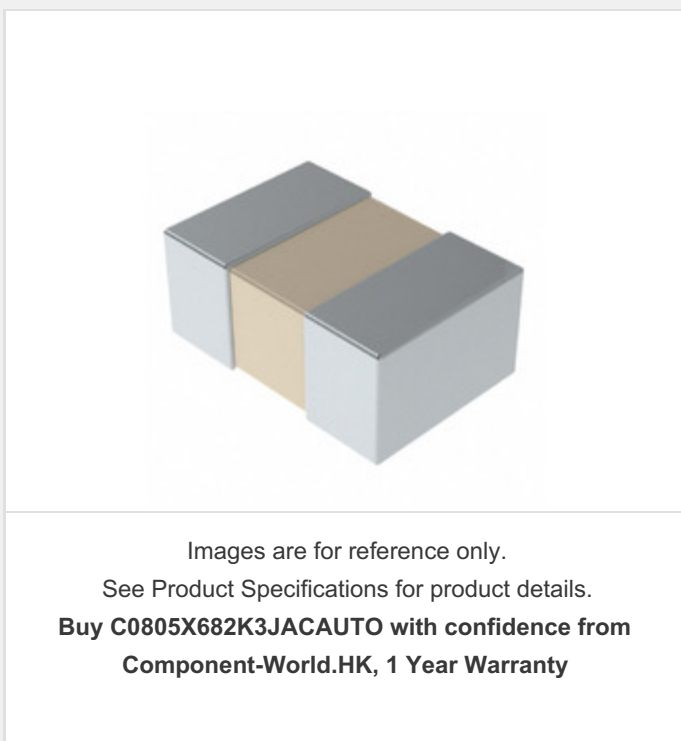 Images are for reference only.
See Product Specifications for product details.
Buy C0805X682K3JACAUTO with confidence from
Component-World.HK, 1 Year Warranty